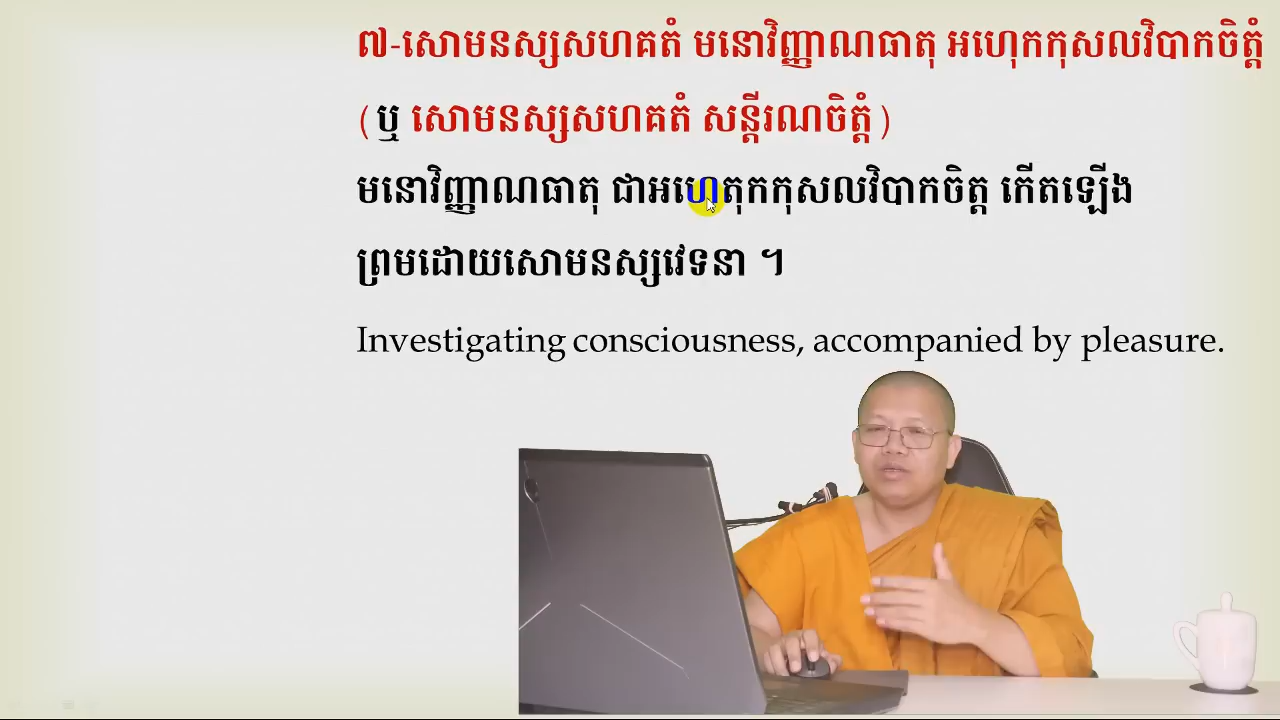 ៧-សោមនស្សសហគតំ មនោវិញ្ញាណធាតុ អហេុកកុសលវិបាកចិត្តំ
(ឬ សោមនស្សសហគតំ សន្តីរណចិត្តំ)
មនោវិញ្ញាណធាតុ ជាអហេតុកកុសលវិបាកចិត្ត កើតឡើង
ព្រមដោយសោមនស្សវេទនា ។
Investigating consciousness, accompanied by pleasure.